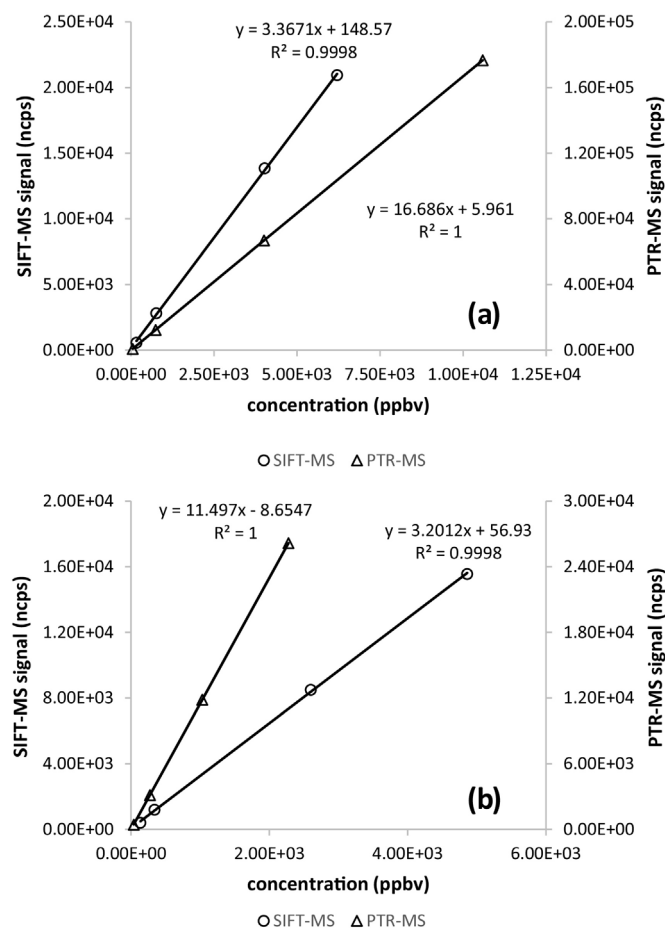 y = 3.3671x + 148.57
R² = 0.9998
2.50E+04
2.00E+04
1.50E+04
1.00E+04
5.00E+03
0.00E+00
SIFT-MS signal (ncps)
2.00E+05
1.60E+05
1.20E+05
8.00E+04
4.00E+04
0.00E+00
PTR-MS signal (ncps)
y = 16.686x + 5.961
R² = 1
(a)
0.00E+00 2.50E+03 5.00E+03 7.50E+03 1.00E+04 1.25E+04
concentration (ppbv)
SIFT-MS PTR-MS
y = 11.497x - 8.6547
R² = 1
y = 3.2012x + 56.93
R² = 0.9998
2.00E+04
1.60E+04
1.20E+04
8.00E+03
4.00E+03
0.00E+00
SIFT-MS signal (ncps)
3.00E+04
2.40E+04
1.80E+04
1.20E+04
6.00E+03
0.00E+00
PTR-MS signal (ncps)
(b)
0.00E+00 2.00E+03 4.00E+03 6.00E+03
concentration (ppbv)
SIFT-MS PTR-MS